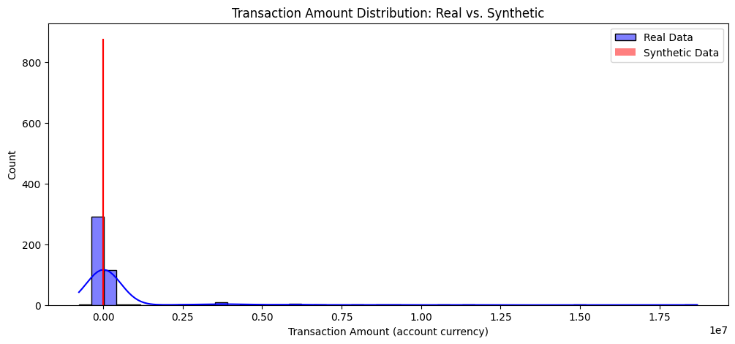 Transaction Amount Distribution: Real vs. Synthetic
Real Data
Synthetic Data
Count
800
600
400
200
0
0.00
0.25
0.50
0.75
1.00
1.25
1.50
1.75
1e7
Transaction Amount (account currency)